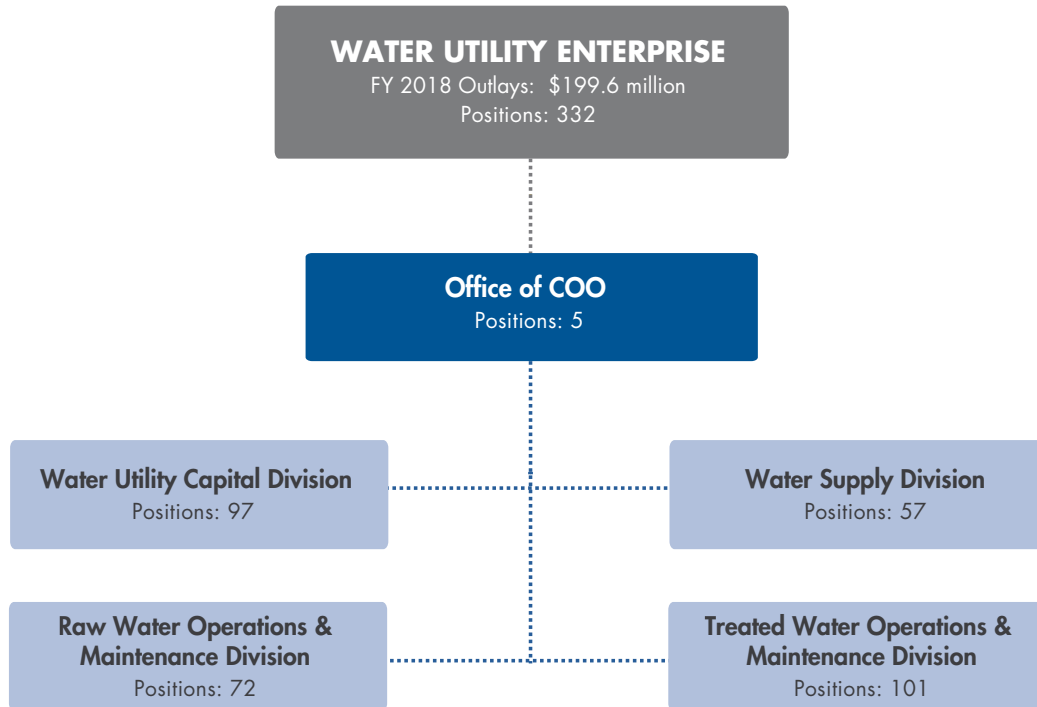 WATER UTILITY ENTERPRISE
FY 2018 Outlays: $199.6 million
Positions: 332
Office of COO
Positions: 5
Water Utility Capital Division
Positions: 97
Water Supply Division
Positions: 57
Raw Water Operations &
Maintenance Division
Positions: 72
Treated Water Operations &
Maintenance Division
Positions: 101